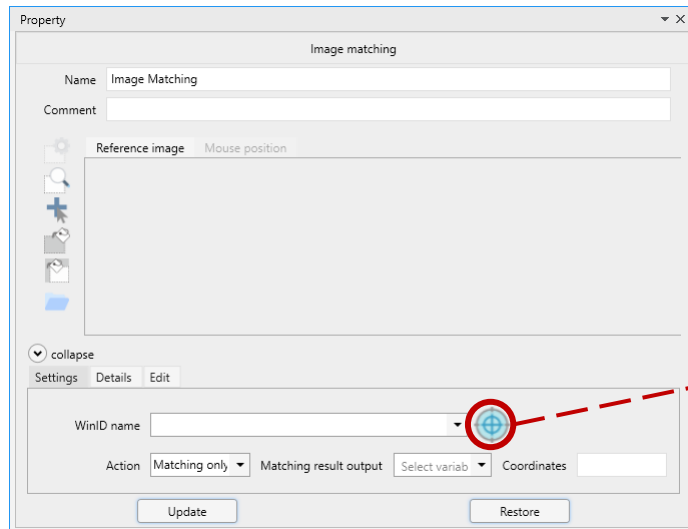 Property
Image matching
Name Image Matching
Comment
Reference image Mouse position
collapse
Settings Details Edit
WinID name
Action Matching only Matching result output Select variab Coordinates
Update Restore